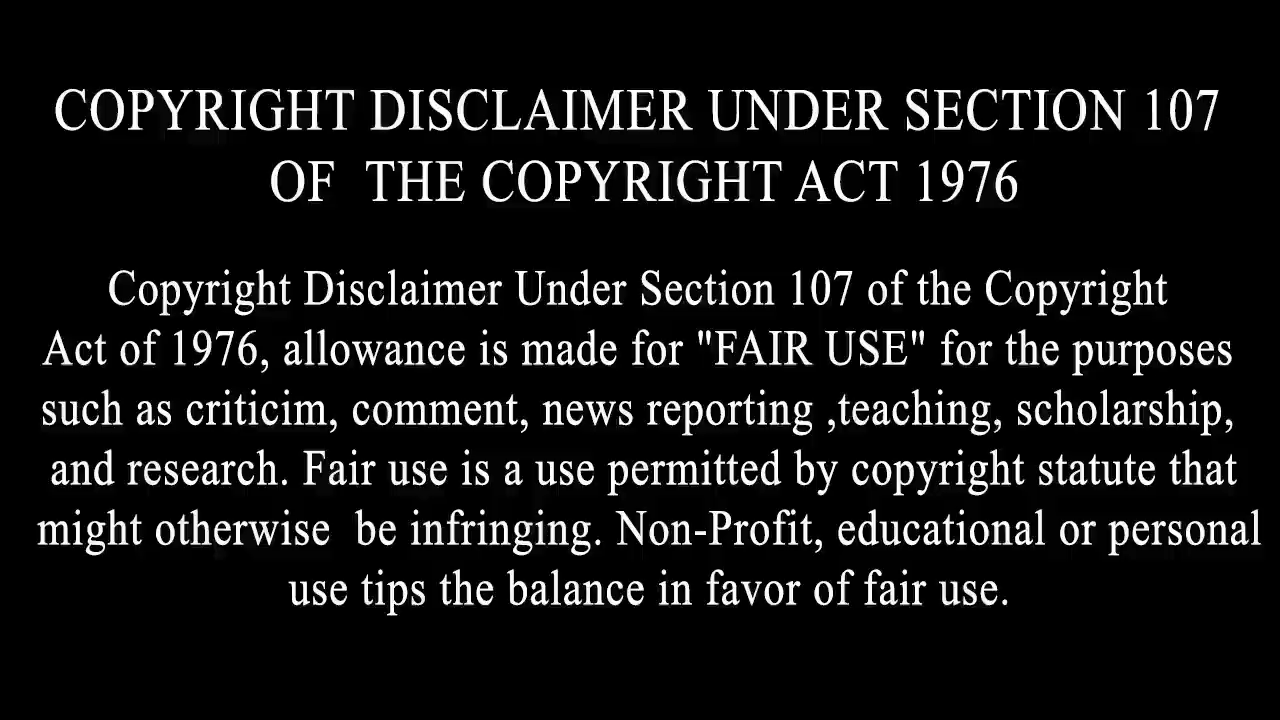 COPYRIGHT DISCLAIMER UNDER SECTION 107
OF THE COPYRIGHT ACT 1976
Copyright Disclaimer Under Section 107 of the Copyright
Act of 1976, allowance is made for "FAIR USE" for the purposes
such as criticim, comment, news reporting ,teaching, scholarship,
and research. Fair use is a use permitted by copyright statute that
might otherwise  be infringing. Non-Profit, educational or personal
use tips the balance in favor of fair use.